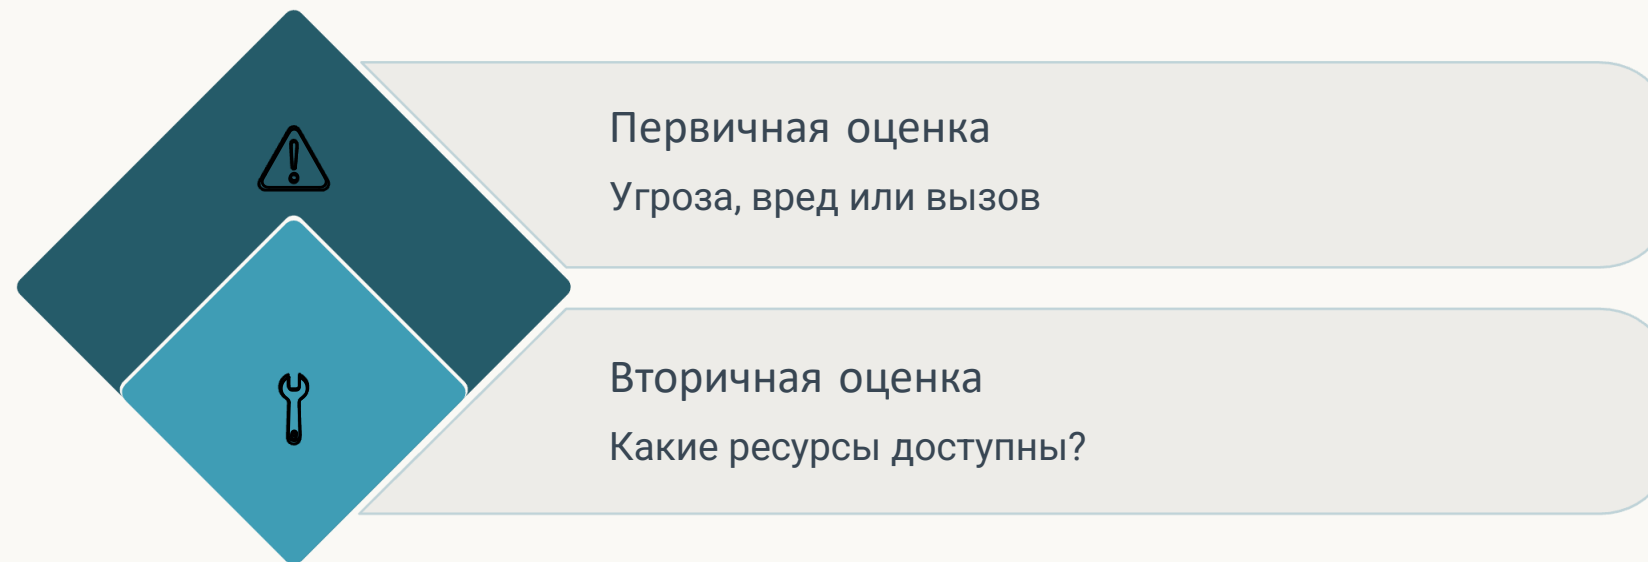 Первичная оценка
Угроза, вред или вызов
Вторичная оценка
Какие ресурсы доступны?